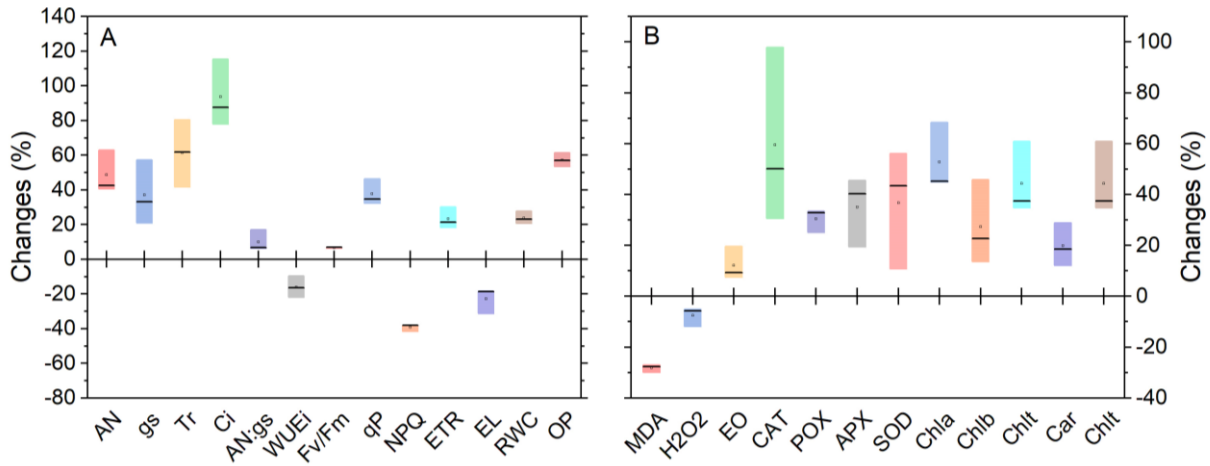 A
B
Changes (%)
140
120
100
80
60
40
20
0
-20
-40
-60
-80
AN
gs
Tr
Ci
AN:gs
WUEi
Fv/Fm
qP
NPQ
ETR
EL
RWC
OP
100
80
60
40
20
0
-20
-40
Changes (%)
MDA
H2O2
EO
CAT
POX
APX
SOD
Chla
Chlb
Chlt
Car
Chlt